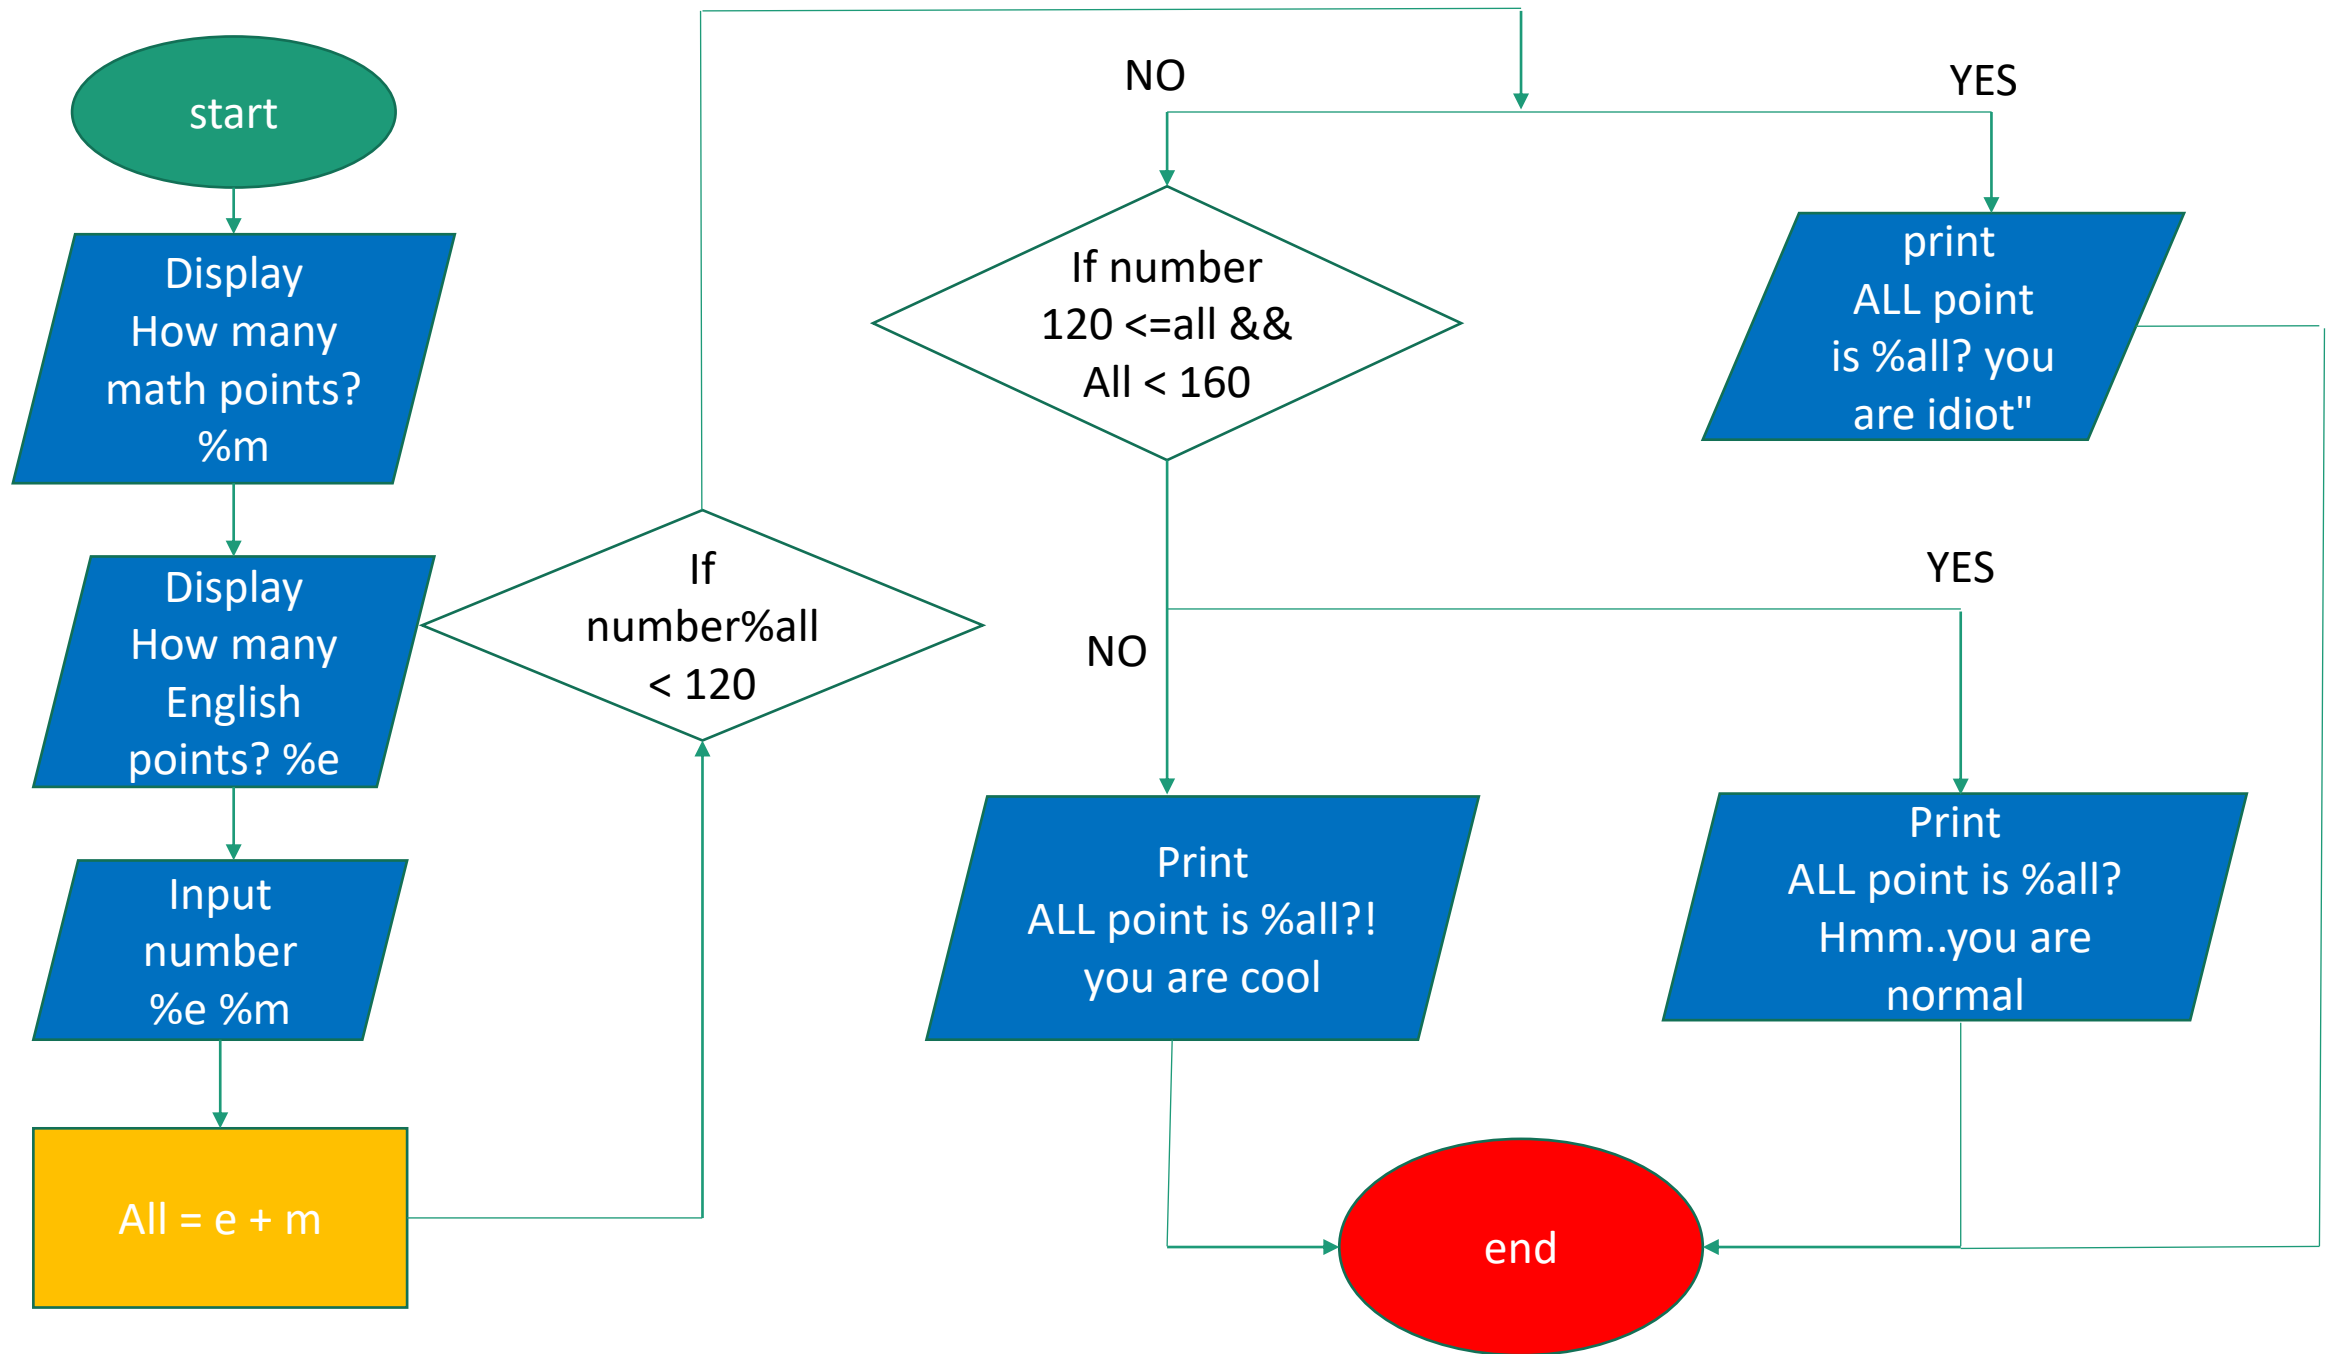 start
Display
How many
math points?
%m
Display
How many
English
points? %e
Input
number
%e %m
All = e + m
If
number%all
< 120
NO
YES
If number
120 <=all &&
All < 160
print
ALL point
is %all? you
are idiot"
NO
YES
Print
ALL point is %all?!
you are cool
Print
ALL point is %all?
Hmm..you are
normal
end